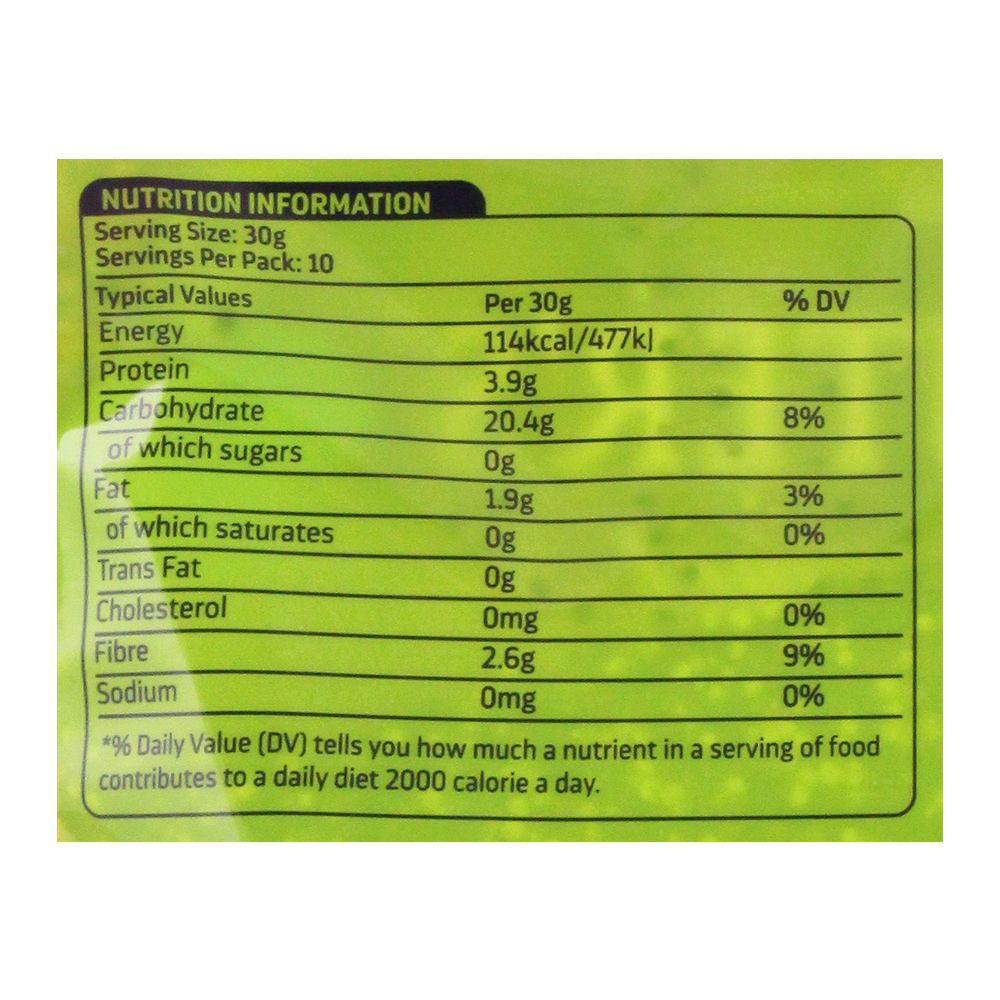 NUTRITION INFORMATION
Serving Size: 30g
Servings Per Pack: 10
Typical Values Per 30g % DV
Energy 114kcal/477kJ
Protein 3.9g
Carbohydrate 20.4g 8%
of which sugars 0g
Fat 1.9g 3%
of which saturates 0g 0%
Trans Fat 0g
Cholesterol 0mg 0%
Fibre 2.6g 9%
Sodium 0mg 0%
*% Daily Value (DV) tells you how much a nutrient in a serving of food
contributes to a daily diet 2000 calorie a day.